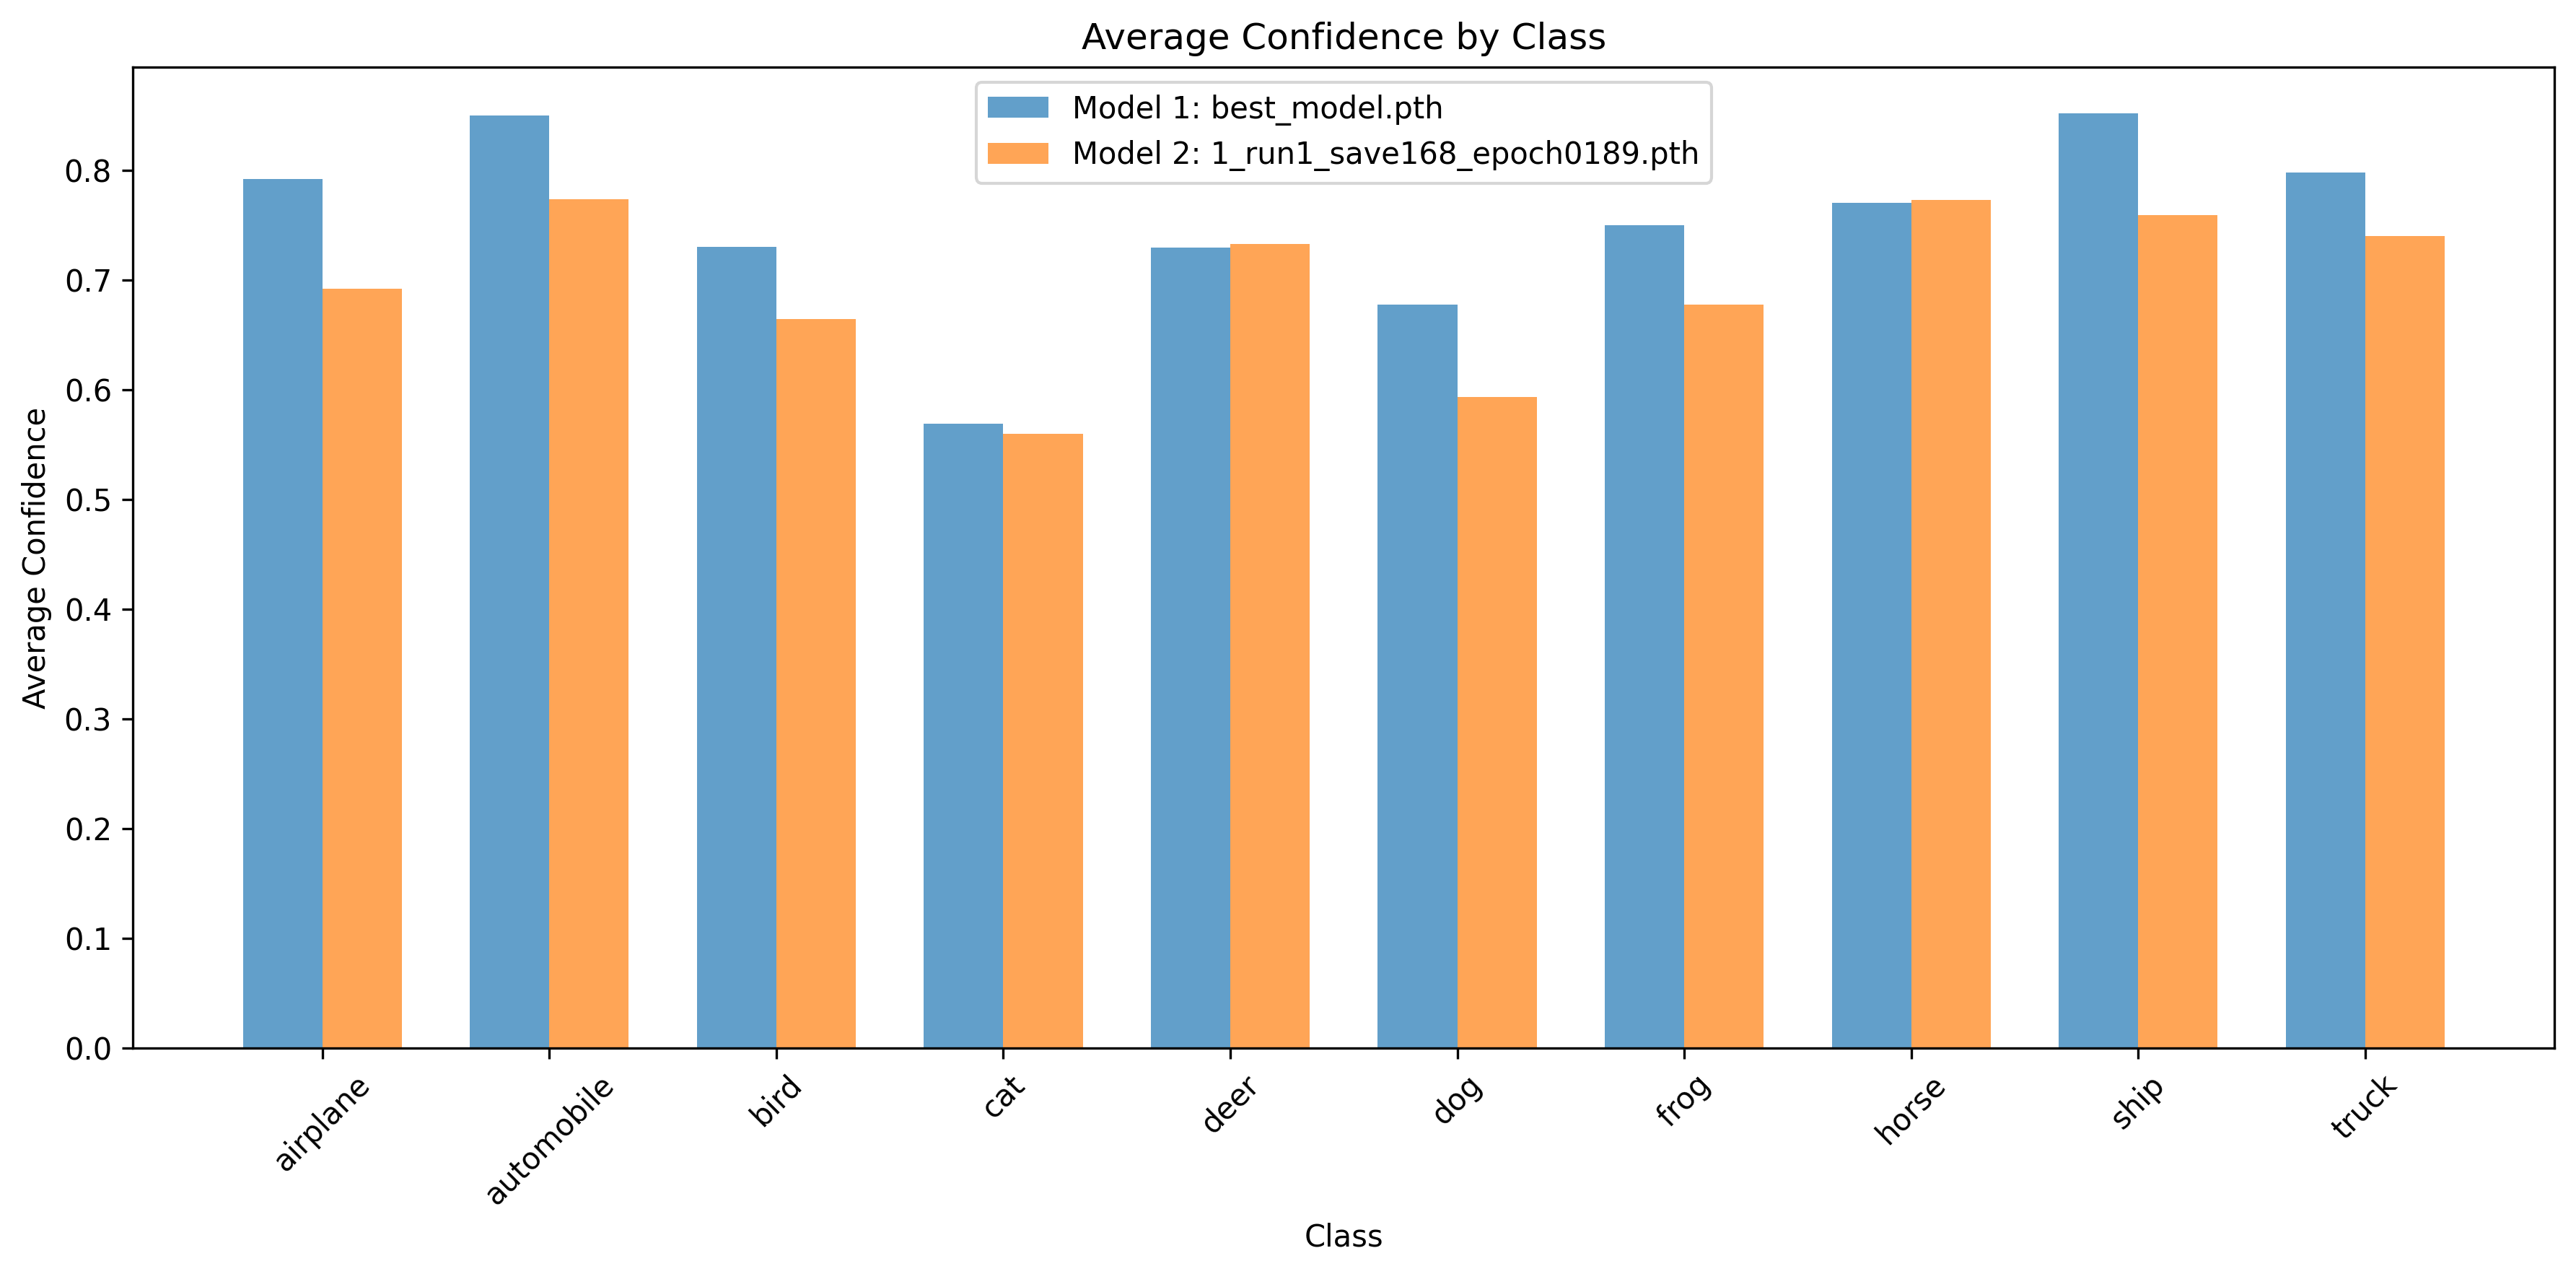 Average Confidence by Class
Model 1: best_model.pth
Model 2: 1_run1_save168_epoch0189.pth
Average Confidence
0.8
0.7
0.6
0.5
0.4
0.3
0.2
0.1
0.0
airplane
automobile
bird
cat
deer
dog
frog
horse
ship
truck
Class